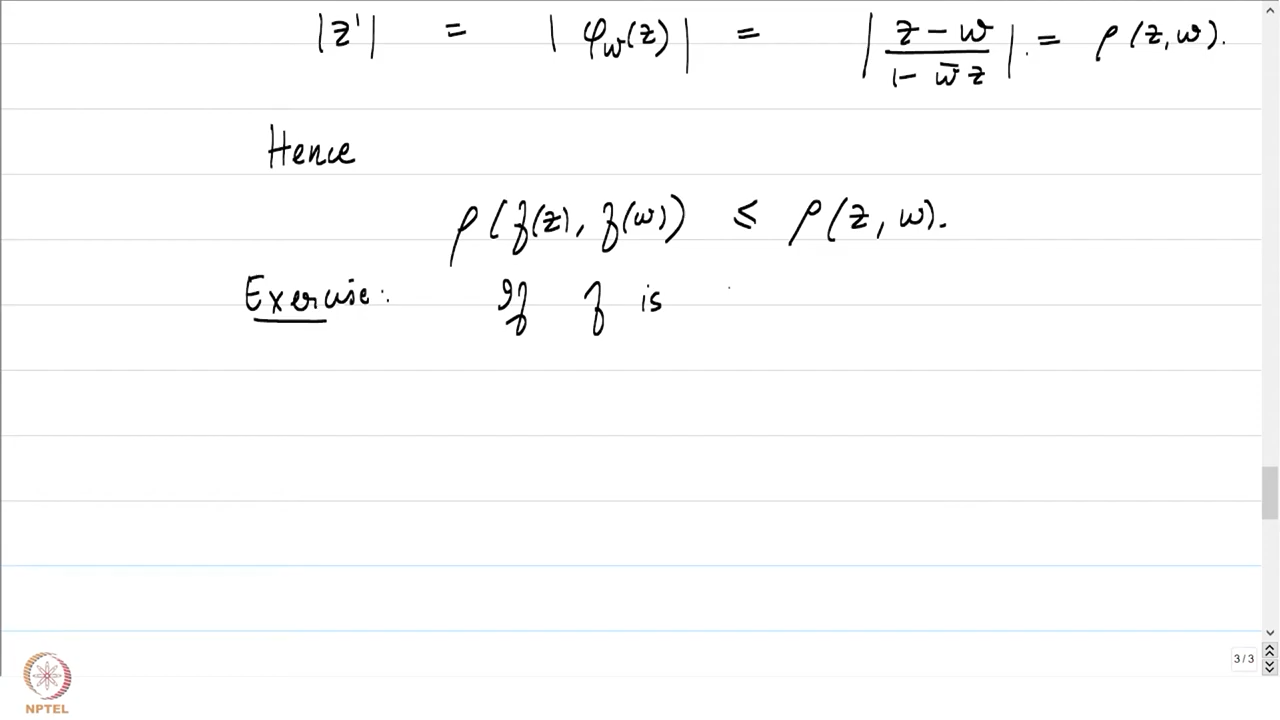 |z'| = | φ_w(z) | = | (z − w) / (1 − w̄ z) | . = ρ(z, w).
Hence
ρ(f(z), f(w)) ≤ ρ(z, w).
Exercise: If f is
3 / 3
NPTEL